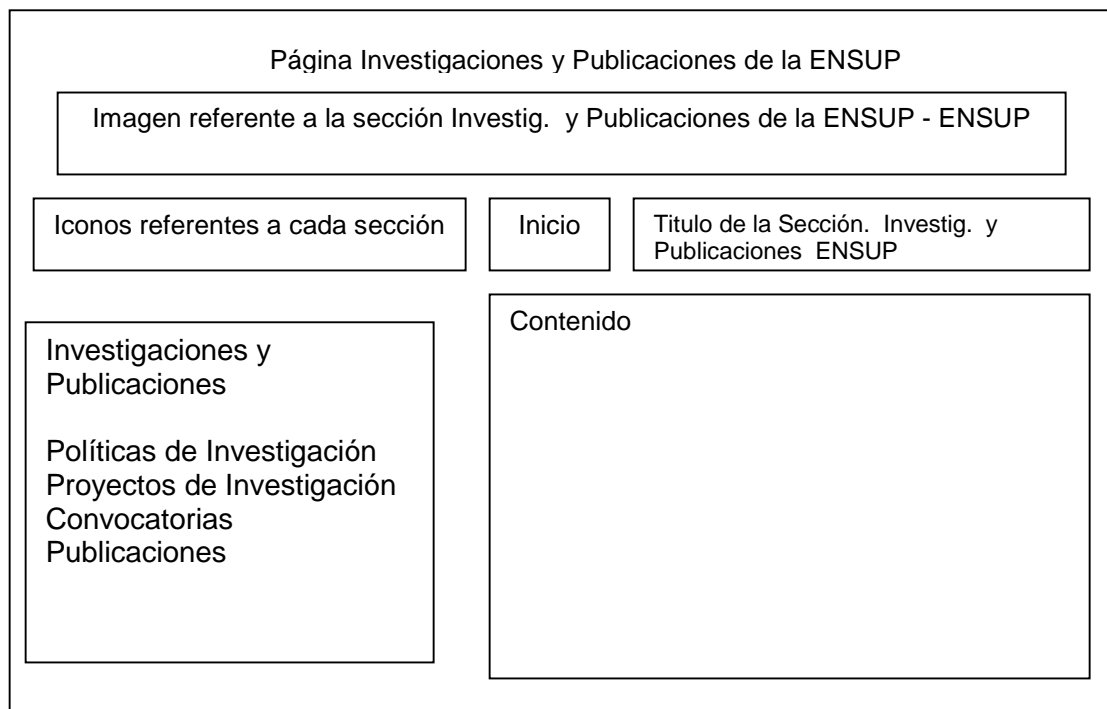 Página Investigaciones y Publicaciones de la ENSUP
Imagen referente a la sección Investig. y Publicaciones de la ENSUP - ENSUP
Iconos referentes a cada sección
Inicio
Titulo de la Sección. Investig. y
Publicaciones ENSUP
Investigaciones y
Publicaciones
Políticas de Investigación
Proyectos de Investigación
Convocatorias
Publicaciones
Contenido